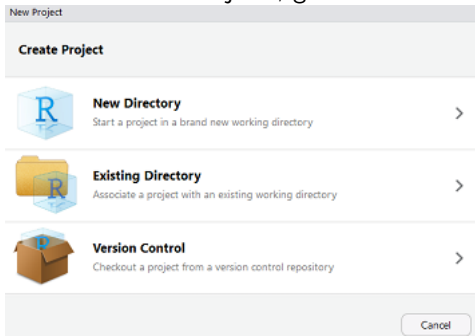 New Project
Create Project
R
New Directory
Start a project in a brand new working directory
R
Existing Directory
Associate a project with an existing working directory
R
Version Control
Checkout a project from a version control repository
Cancel